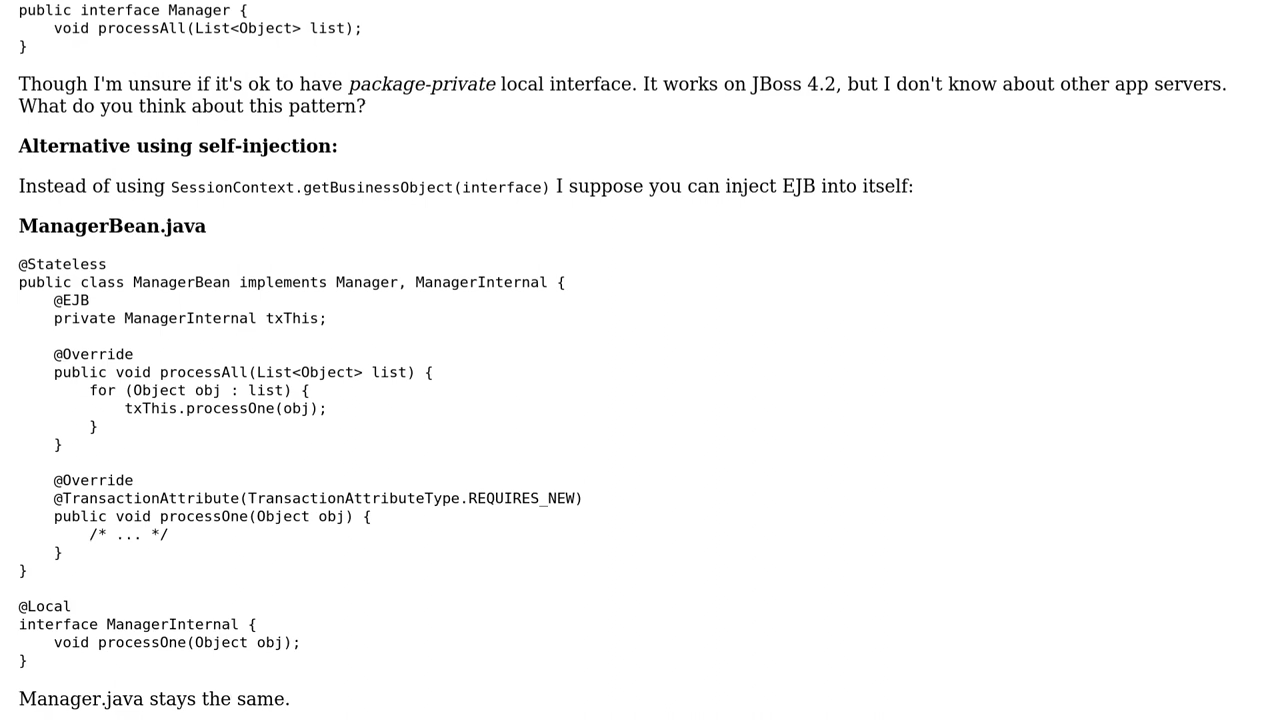 public interface Manager {
    void processAll(List<Object> list);
}
Though I'm unsure if it's ok to have package-private local interface. It works on JBoss 4.2, but I don't know about other app servers.
What do you think about this pattern?
Alternative using self-injection:
Instead of using SessionContext.getBusinessObject(interface) I suppose you can inject EJB into itself:
ManagerBean.java
@Stateless
public class ManagerBean implements Manager, ManagerInternal {
    @EJB
    private ManagerInternal txThis;

    @Override
    public void processAll(List<Object> list) {
        for (Object obj : list) {
            txThis.processOne(obj);
        }
    }

    @Override
    @TransactionAttribute(TransactionAttributeType.REQUIRES_NEW)
    public void processOne(Object obj) {
        /* ... */
    }
}

@Local
interface ManagerInternal {
    void processOne(Object obj);
}
Manager.java stays the same.